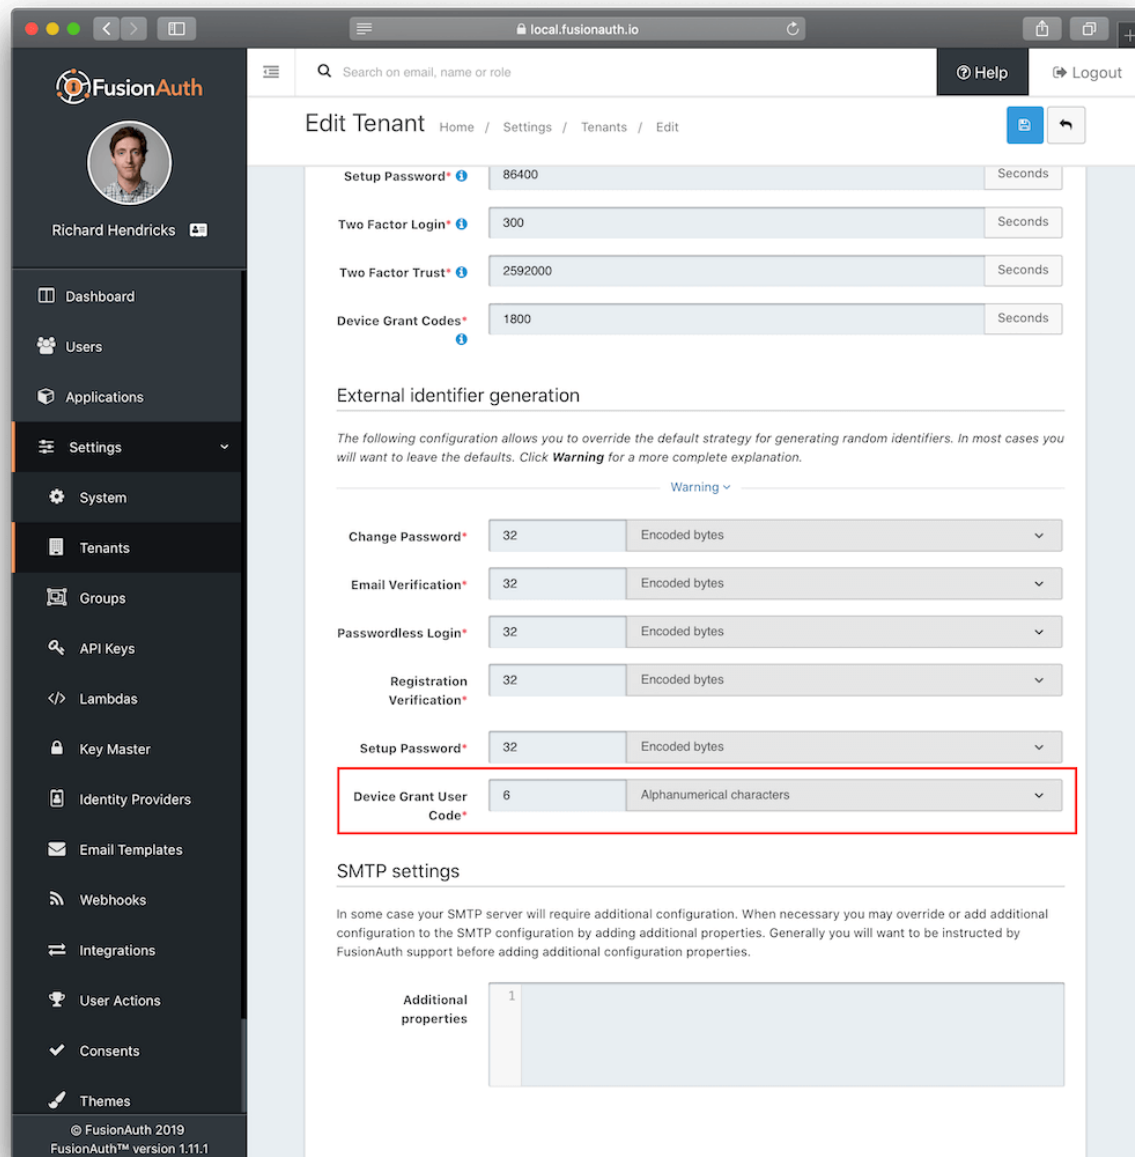 local.fusionauth.io
FusionAuth
Search on email, name or role
Help
Logout
Edit Tenant
Home / Settings / Tenants / Edit
Richard Hendricks
Dashboard
Users
Applications
Settings
System
Tenants
Groups
API Keys
Lambdas
Key Master
Identity Providers
Email Templates
Webhooks
Integrations
User Actions
Consents
Themes
© FusionAuth 2019
FusionAuth™ version 1.11.1
Setup Password* 86400 Seconds
Two Factor Login* 300 Seconds
Two Factor Trust* 2592000 Seconds
Device Grant Codes* 1800 Seconds
External identifier generation
The following configuration allows you to override the default strategy for generating random identifiers. In most cases you
will want to leave the defaults. Click Warning for a more complete explanation.
Warning
Change Password* 32 Encoded bytes
Email Verification* 32 Encoded bytes
Passwordless Login* 32 Encoded bytes
Registration 32 Encoded bytes
Verification*
Setup Password* 32 Encoded bytes
Device Grant User 6 Alphanumerical characters
Code*
SMTP settings
In some case your SMTP server will require additional configuration. When necessary you may override or add additional
configuration to the SMTP configuration by adding additional properties. Generally you will want to be instructed by
FusionAuth support before adding additional configuration properties.
Additional 1
properties